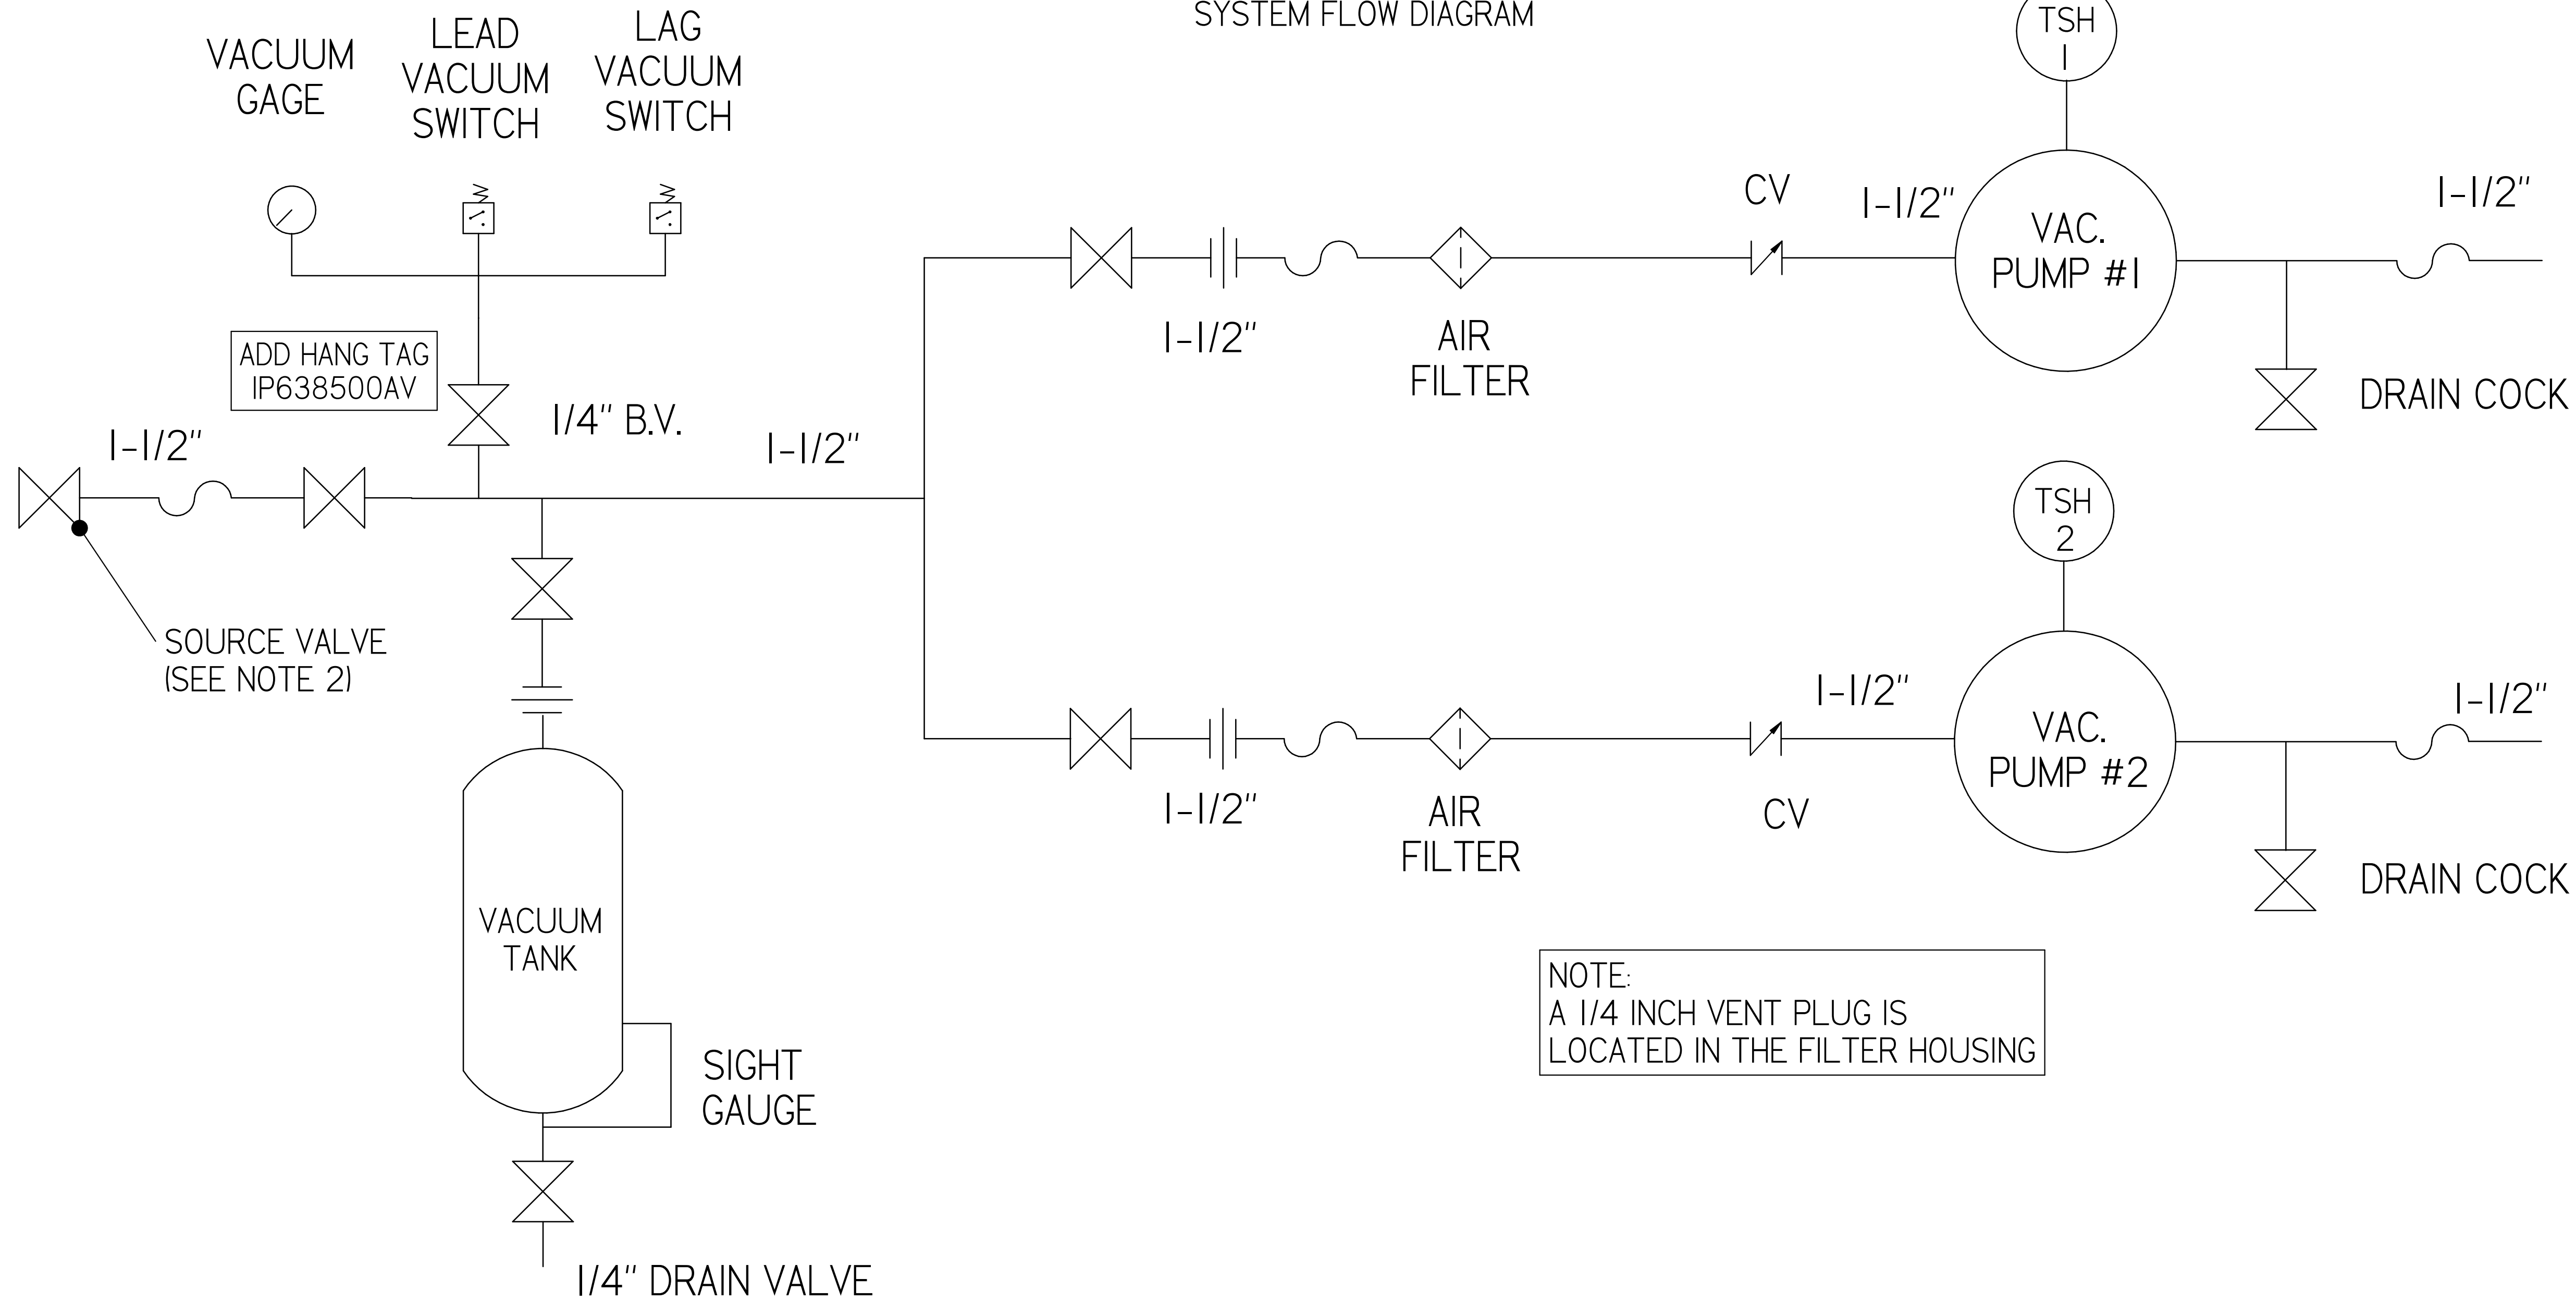 SYSTEM FLOW DIAGRAM
VACUUM
GAGE
LEAD
VACUUM
SWITCH
LAG
VACUUM
SWITCH
TSH
1
CV
1-1/2"
VAC.
PUMP #1
1-1/2"
1-1/2"
AIR
FILTER
DRAIN COCK
ADD HANG TAG
IP638500AV
1/4" B.V.
1-1/2"
1-1/2"
SOURCE VALVE
(SEE NOTE 2)
TSH
2
1-1/2"
VAC.
PUMP #2
1-1/2"
1-1/2"
AIR
FILTER
CV
DRAIN COCK
VACUUM
TANK
SIGHT
GAUGE
1/4" DRAIN VALVE
NOTE:
A 1/4 INCH VENT PLUG IS
LOCATED IN THE FILTER HOUSING